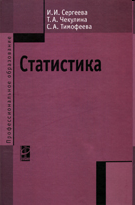 И.И. Сергеева
Т.А. Чекулина
С.А. Тимофеева
Статистика
Профессиональное образование